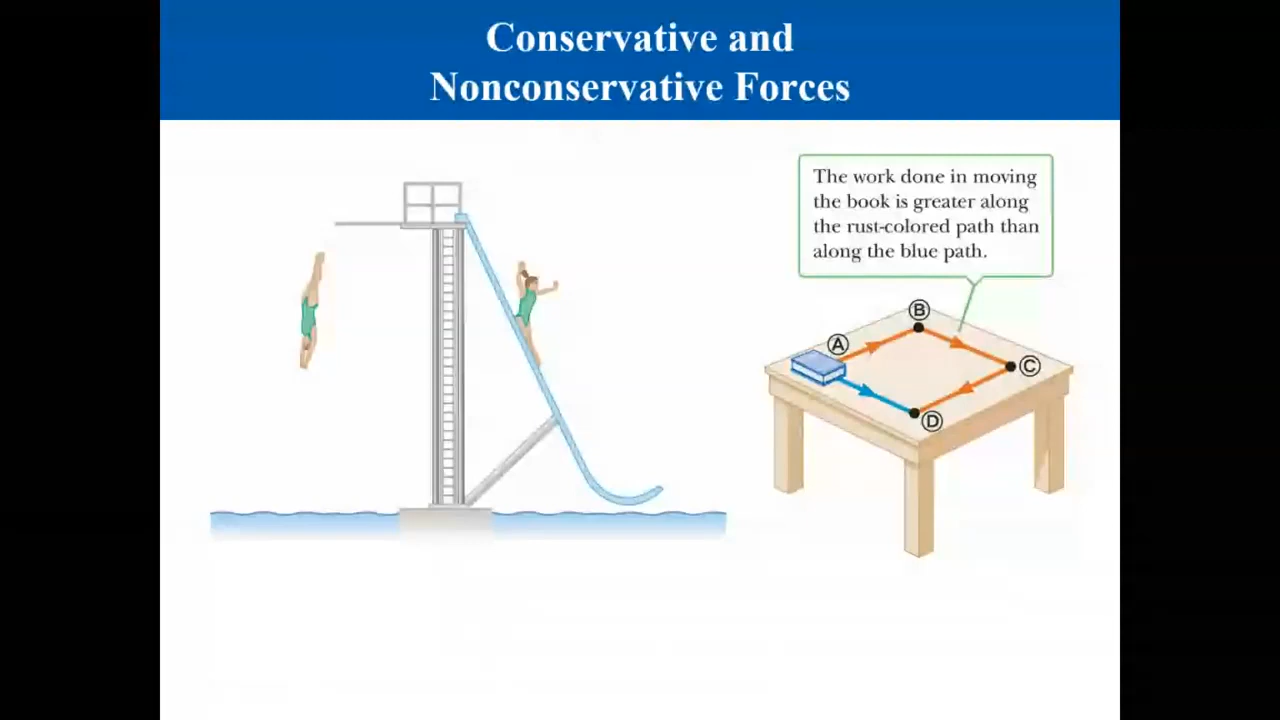 Conservative and
Nonconservative Forces
The work done in moving
the book is greater along
the rust-colored path than
along the blue path.
B
A
C
D